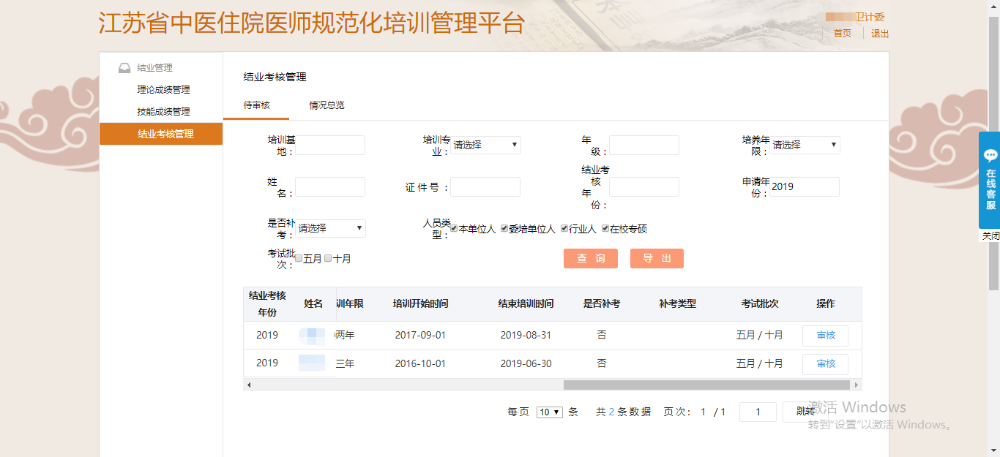 江苏省中医住院医师规范化培训管理平台
卫计委
首页 退出
结业管理
理论成绩管理
技能成绩管理
结业考核管理
结业考核管理
待审核 情况总览
培训基地： 培训专业： 请选择 年级： 培养年限： 请选择
姓名： 证件号： 结业考核年份： 申请年份： 2019
是否补考： 请选择 人员类型： 本单位人 委培单位人 行业人 在校专硕
考试批次： 五月 十月 查 询 导 出
结业考核年份 姓名 训年限 培训开始时间 结束培训时间 是否补考 补考类型 考试批次 操作
2019 两年 2017-09-01 2019-08-31 否 五月 / 十月 审核
2019 三年 2016-10-01 2019-06-30 否 五月 / 十月 审核
每页 10 条 共 2 条数据 页次： 1 / 1 1 跳转
在线客服
关闭
激活 Windows
转到"设置"以激活 Windows。